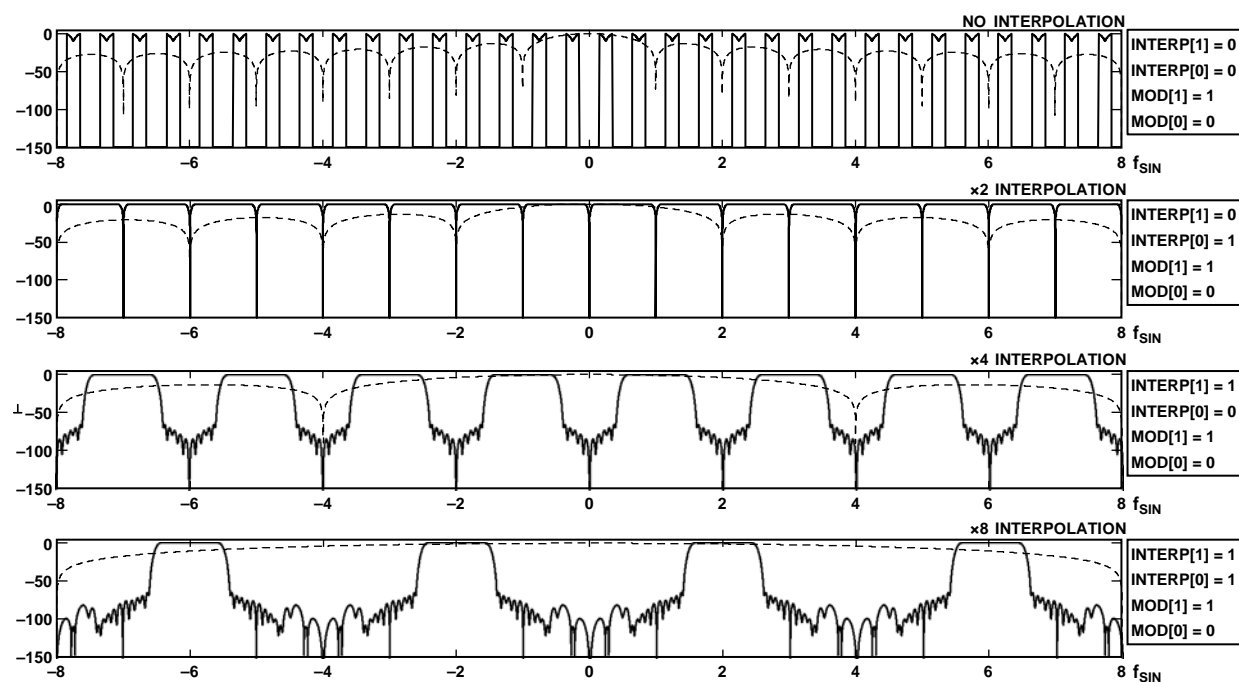 NO INTERPOLATION
0
–50
–100
–150
–8 –6 –4 –2 0 2 4 6 8 fSIN
INTERP[1] = 0
INTERP[0] = 0
MOD[1] = 1
MOD[0] = 0
×2 INTERPOLATION
0
–50
–100
–150
–8 –6 –4 –2 0 2 4 6 8 fSIN
INTERP[1] = 0
INTERP[0] = 1
MOD[1] = 1
MOD[0] = 0
×4 INTERPOLATION
0
–50
–100
–150
–8 –6 –4 –2 0 2 4 6 8 fSIN
INTERP[1] = 1
INTERP[0] = 0
MOD[1] = 1
MOD[0] = 0
×8 INTERPOLATION
0
–50
–100
–150
–8 –6 –4 –2 0 2 4 6 8 fSIN
INTERP[1] = 1
INTERP[0] = 1
MOD[1] = 1
MOD[0] = 0